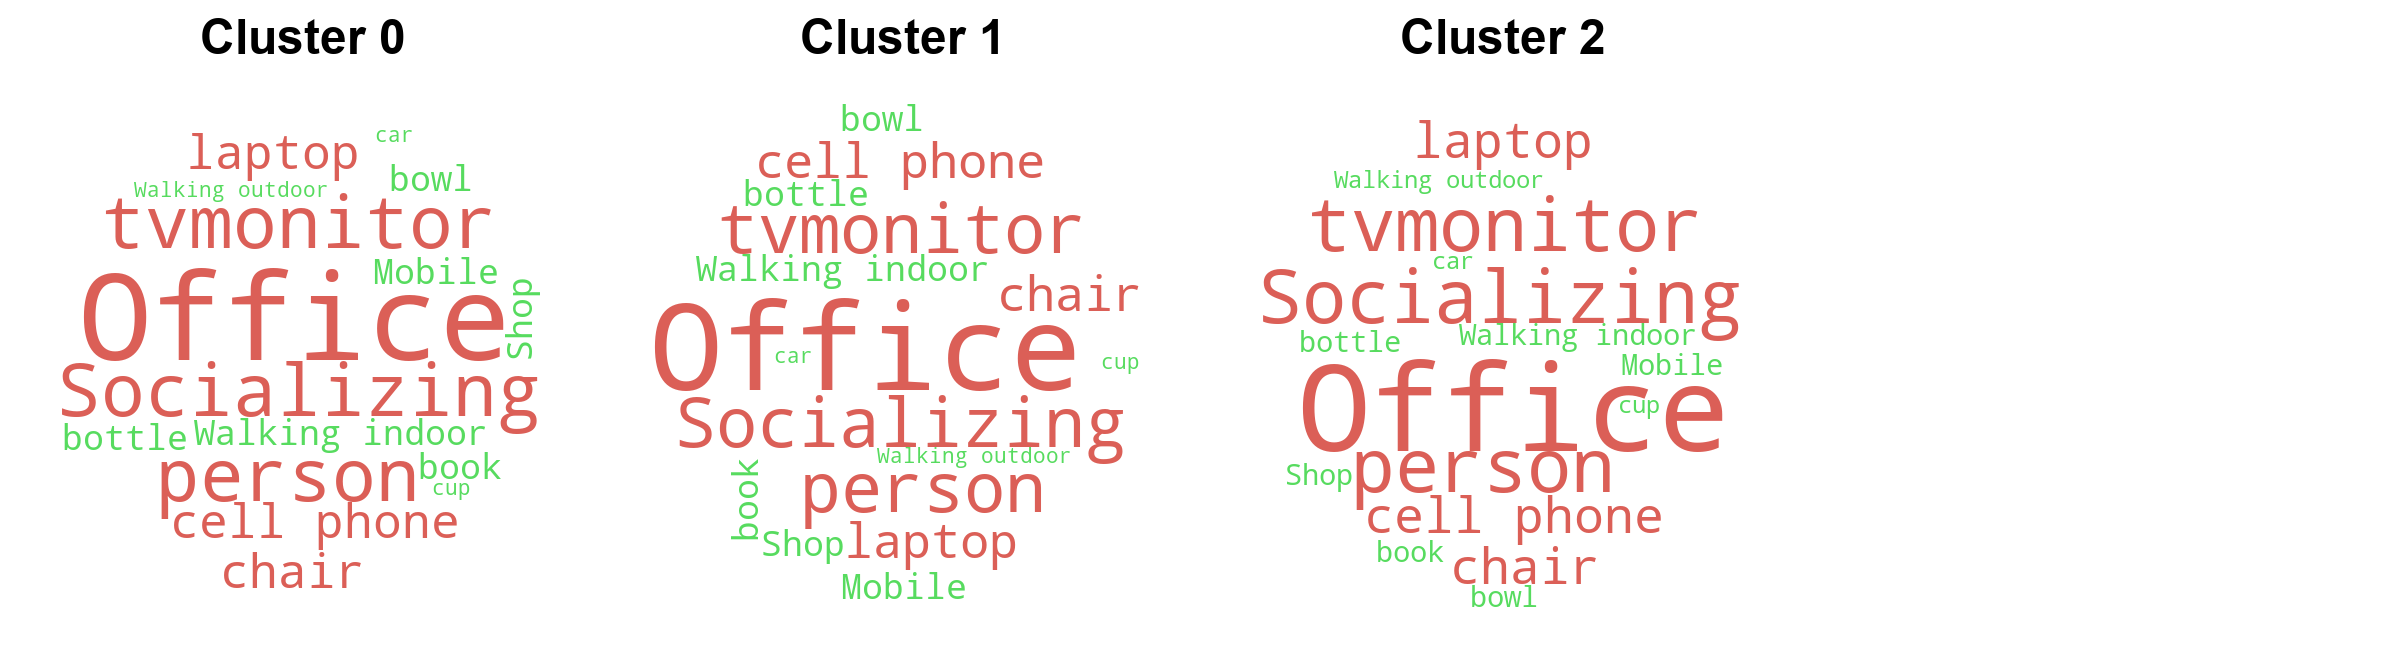 Cluster 0
laptop
car
Walking outdoor
bowl
tvmonitor
Mobile
Office
Shop
Socializing
bottle
Walking indoor
person
book
cup
cell phone
chair
Cluster 1
bowl
cell phone
bottle
tvmonitor
Walking indoor
chair
Office
car
cup
Socializing
Walking outdoor
book
person
Shop
laptop
Mobile
Cluster 2
laptop
Walking outdoor
tvmonitor
car
Socializing
bottle
Walking indoor
Mobile
Office
cup
Shop
person
cell phone
book
chair
bowl